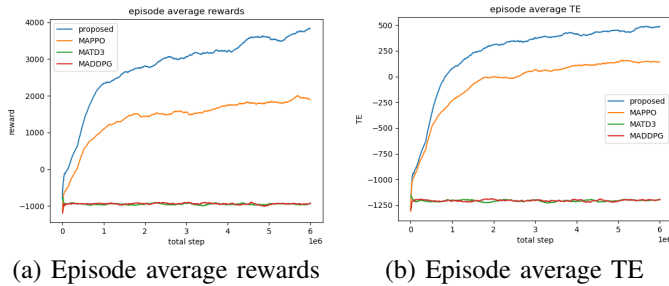 episode average rewards
4000
3000
2000
1000
0
-1000
reward
proposed
MAPPO
MATD3
MADDPG
0 1 2 3 4 5 6
total step
1e6
(a) Episode average rewards
episode average TE
500
250
0
-250
-500
-750
-1000
-1250
TE
proposed
MAPPO
MATD3
MADDPG
0 1 2 3 4 5 6
total step
1e6
(b) Episode average TE